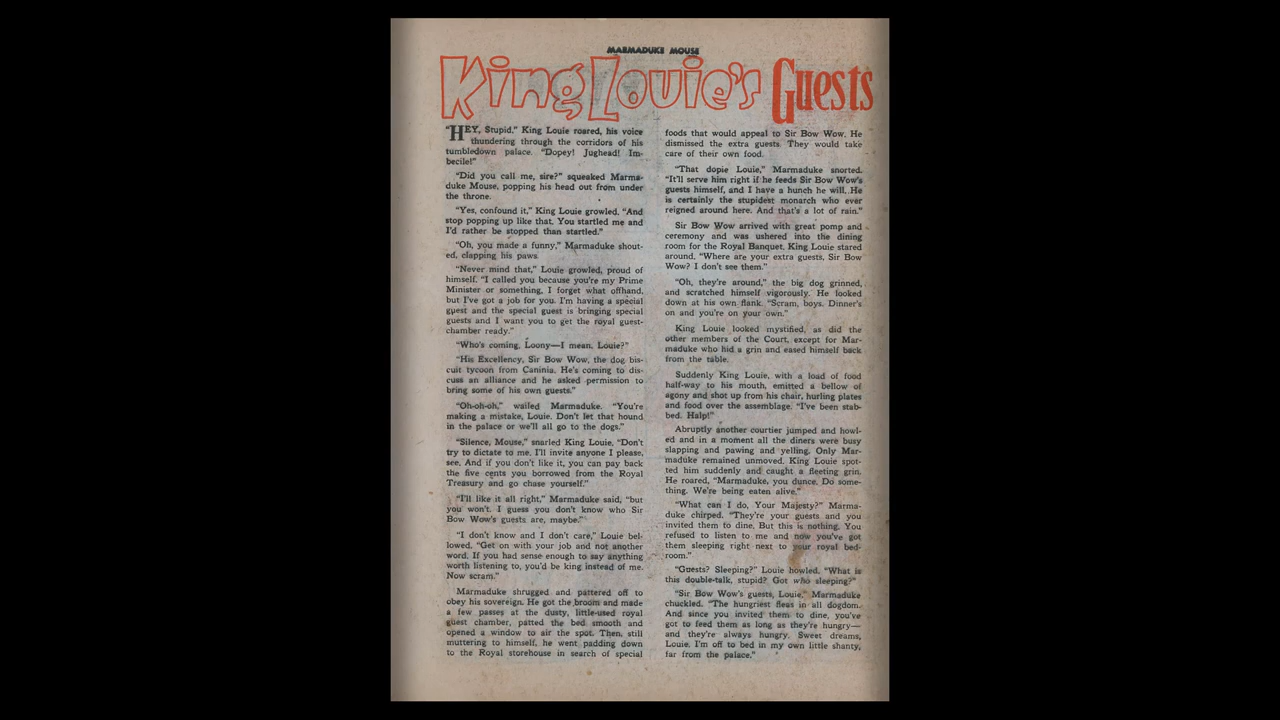 MARMADUKE MOUSE
King Louie's Guests
"HEY, Stupid," King Louie roared, his voice
thundering through the corridors of his
tumbledown palace. "Dopey! Jughead! Im-
becile!"
"Did you call me, sire?" squeaked Marma-
duke Mouse, popping his head out from under
the throne.
"Yes, confound it," King Louie growled. "And
stop popping up like that. You startled me and
I'd rather be stopped than startled."
"Oh, you made a funny," Marmaduke shout-
ed, clapping his paws.
"Never mind that," Louie growled, proud of
himself. "I called you because you're my Prime
Minister or something, I forget what offhand,
but I've got a job for you. I'm having a special
guest and the special guest is bringing special
guests and I want you to get the royal guest-
chamber ready."
"Who's coming, Loony—I mean, Louie?"
"His Excellency, Sir Bow Wow, the dog bis-
cuit tycoon from Caninia. He's coming to dis-
cuss an alliance and he asked permission to
bring some of his own guests."
"Oh-oh-oh," wailed Marmaduke. "You're
making a mistake, Louie. Don't let that hound
in the palace or we'll all go to the dogs."
"Silence, Mouse," snarled King Louie, "Don't
try to dictate to me. I'll invite anyone I please,
see. And if you don't like it, you can pay back
the five cents you borrowed from the Royal
Treasury and go chase yourself."
"I'll like it all right," Marmaduke said, "but
you won't. I guess you don't know who Sir
Bow Wow's guests are, maybe."
"I don't know and I don't care," Louie bel-
lowed. "Get on with your job and not another
word. If you had sense enough to say anything
worth listening to, you'd be king instead of me.
Now scram."
Marmaduke shrugged and pattered off to
obey his sovereign. He got the broom and made
a few passes at the dusty, little-used royal
guest chamber, patted the bed smooth and
opened a window to air the spot. Then, still
muttering to himself, he went padding down
to the Royal storehouse in search of special
foods that would appeal to Sir Bow Wow. He
dismissed the extra guests. They would take
care of their own food.
"That dopie Louie," Marmaduke snorted.
"It'll serve him right if he feeds Sir Bow Wow's
guests himself, and I have a hunch he will. He
is certainly the stupidest monarch who ever
reigned around here. And that's a lot of rain."
Sir Bow Wow arrived with great pomp and
ceremony and was ushered into the dining
room for the Royal Banquet. King Louie stared
around. "Where are your extra guests, Sir Bow
Wow? I don't see them."
"Oh, they're around," the big dog grinned,
and scratched himself vigorously. He looked
down at his own flank. "Scram, boys. Dinner's
on and you're on your own."
King Louie looked mystified, as did the
other members of the Court, except for Mar-
maduke who hid a grin and eased himself back
from the table.
Suddenly King Louie, with a load of food
half-way to his mouth, emitted a bellow of
agony and shot up from his chair, hurling plates
and food over the assemblage. "I've been stab-
bed. Halp!"
Abruptly another courtier jumped and howl-
ed and in a moment all the diners were busy
slapping and pawing and yelling. Only Mar-
maduke remained unmoved. King Louie spot-
ted him suddenly and caught a fleeting grin.
He roared, "Marmaduke, you dunce. Do some-
thing. We're being eaten alive."
"What can I do, Your Majesty?" Marma-
duke chirped. "They're your guests and you
invited them to dine. But this is nothing. You
refused to listen to me and now you've got
them sleeping right next to your royal bed-
room."
"Guests? Sleeping?" Louie howled. "What is
this double-talk, stupid? Got who sleeping?"
"Sir Bow Wow's guests, Louie," Marmaduke
chuckled. "The hungriest fleas in all dogdom.
And since you invited them to dine, you've
got to feed them as long as they're hungry—
and they're always hungry. Sweet dreams,
Louie. I'm off to bed in my own little shanty,
far from the palace."